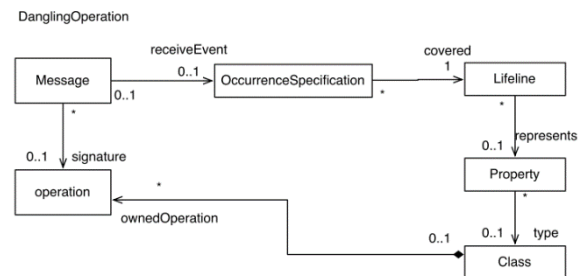 DanglingOperation
receiveEvent
covered
Message
0..1
0..1
OccurrenceSpecification
*
1
Lifeline
*
*
0..1
signature
0..1
represents
operation
*
ownedOperation
Property
*
0..1
0..1
type
Class